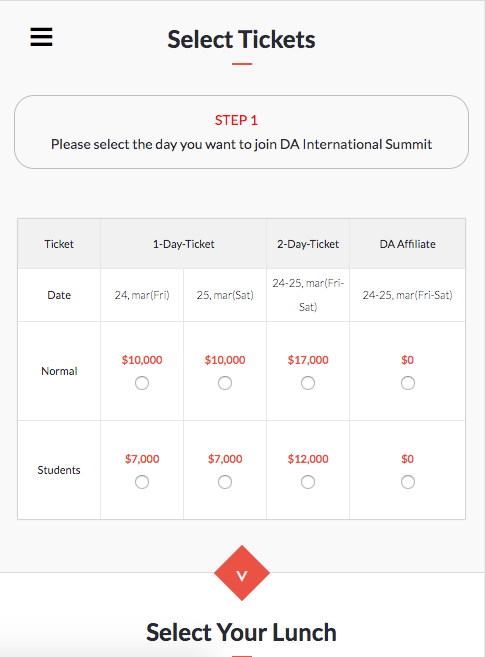 Select Tickets
STEP 1
Please select the day you want to join DA International Summit
Ticket 1-Day-Ticket 2-Day-Ticket DA Affiliate
Date 24, mar(Fri) 25, mar(Sat) 24-25, mar(Fri-Sat) 24-25, mar(Fri-Sat)
Normal $10,000 $10,000 $17,000 $0
Students $7,000 $7,000 $12,000 $0
V
Select Your Lunch